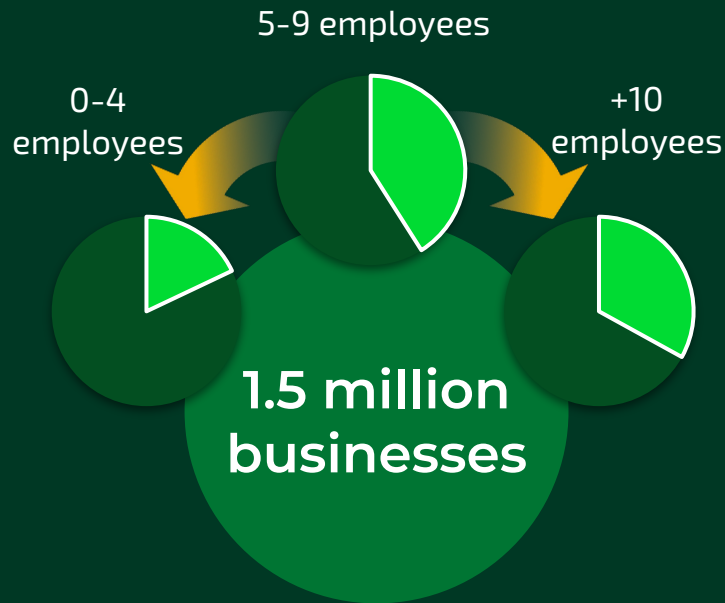 5-9 employees
0-4
employees
+10
employees
1.5 million
businesses